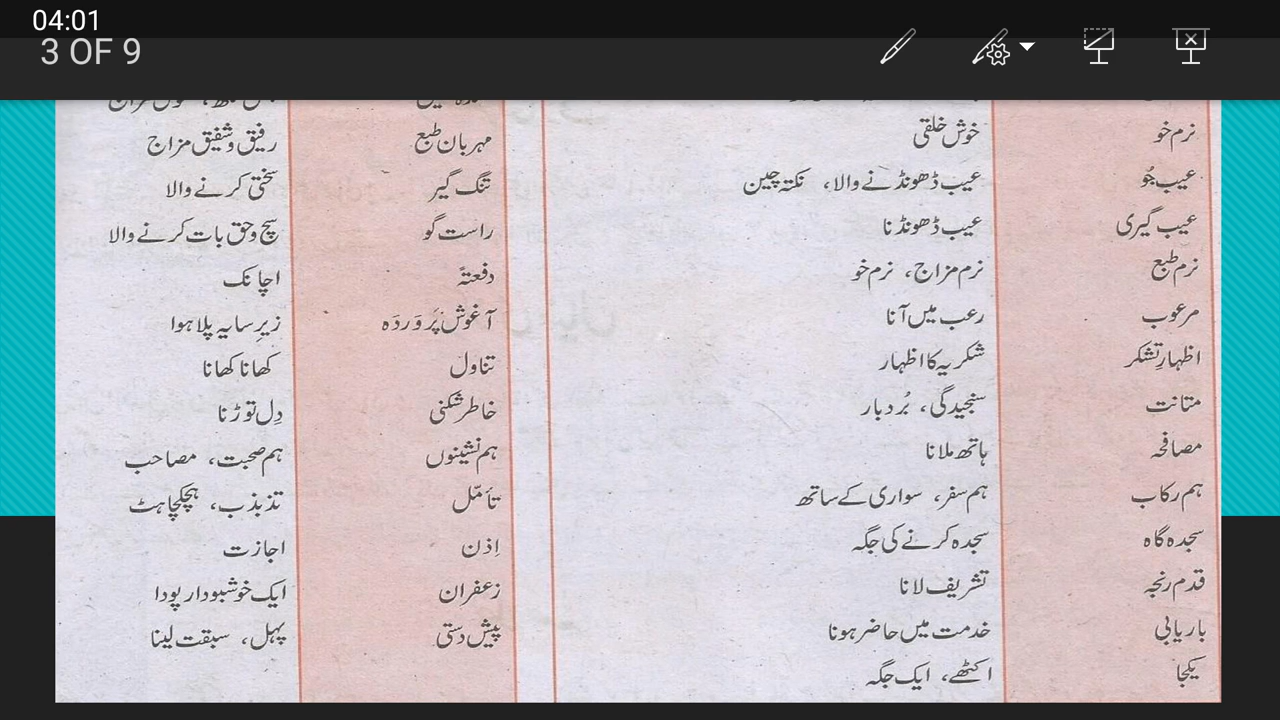 04:01
3 OF 9
نرم خو	خوش خلقی	مہربان طبع	رفیق و شفیق مزاج
عیب جُو	عیب ڈھونڈنے والا، نکتہ چین	تنگ گیر	سختی کرنے والا
عیب گیری	عیب ڈھونڈنا	راست گو	سچ و حق بات کرنے والا
نرم طبع	نرم مزاج، نرم خو	دفعتہً	اچانک
مرعوب	رعب میں آنا	آغوش پَروَردَہ	زیرِ سایہ پلا ہوا
اظہارِ تشکر	شکریہ کا اظہار	تناول	کھانا کھانا
متانت	سنجیدگی، بُردبار	خاطر شکنی	دِل توڑنا
مصافحہ	ہاتھ ملانا	ہم نشینوں	ہم صحبت، مصاحب
ہم رکاب	ہم سفر، سواری کے ساتھ	تأمّل	تذبذب، ہچکچاہٹ
سجدہ گاہ	سجدہ کرنے کی جگہ	اِذن	اجازت
قدم رنجہ	تشریف لانا	زعفران	ایک خوشبودار پودا
باریابی	خدمت میں حاضر ہونا	پیش دستی	پہل، سبقت لینا
یکجا	اکٹھے، ایک جگہ